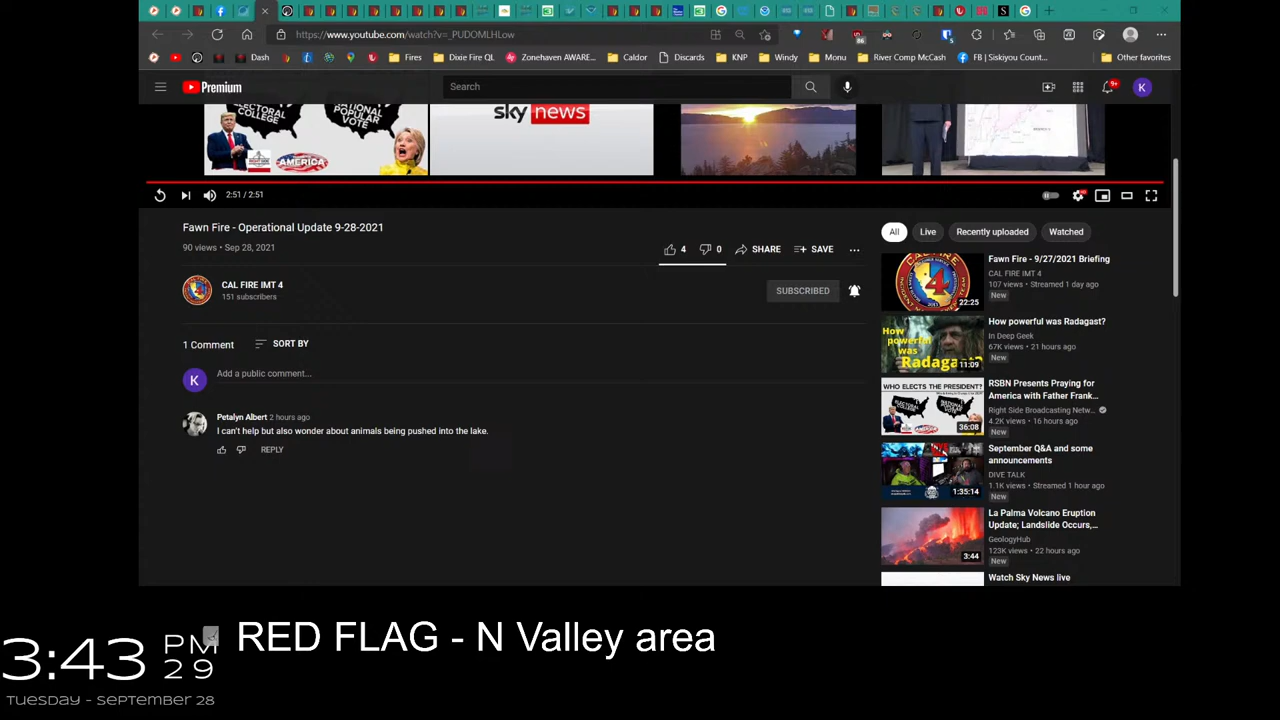 https://www.youtube.com/watch?v=_PUDOMLHLow
Dash
Fires
Dixie Fire QL
Zonehaven AWARE...
Caldor
Discards
KNP
Windy
Monu
River Comp McCash
FB | Siskiyou Count...
Other favorites
Premium
Search
9+
K
ELECTORAL COLLEGE
NATIONAL POPULAR VOTE
AMERICA
sky news
2:51 / 2:51
Fawn Fire - Operational Update 9-28-2021
90 views • Sep 28, 2021
4
0
SHARE
SAVE
CAL FIRE IMT 4
151 subscribers
SUBSCRIBED
1 Comment
SORT BY
K
Add a public comment...
Petalyn Albert 2 hours ago
I can't help but also wonder about animals being pushed into the lake.
REPLY
All
Live
Recently uploaded
Watched
22:25
Fawn Fire - 9/27/2021 Briefing
CAL FIRE IMT 4
107 views • Streamed 1 day ago
New
How powerful was Radagast?
11:09
How powerful was Radagast?
In Deep Geek
67K views • 21 hours ago
New
WHO ELECTS THE PRESIDENT?
36:08
RSBN Presents Praying for
America with Father Frank...
Right Side Broadcasting Netw...
4.2K views • 16 hours ago
New
1:35:14
September Q&A and some
announcements
DIVE TALK
1.1K views • Streamed 1 hour ago
New
3:44
La Palma Volcano Eruption
Update; Landslide Occurs,...
GeologyHub
123K views • 22 hours ago
New
Watch Sky News live
3:43 PM
29
TUESDAY - SEPTEMBER 28
RED FLAG - N Valley area